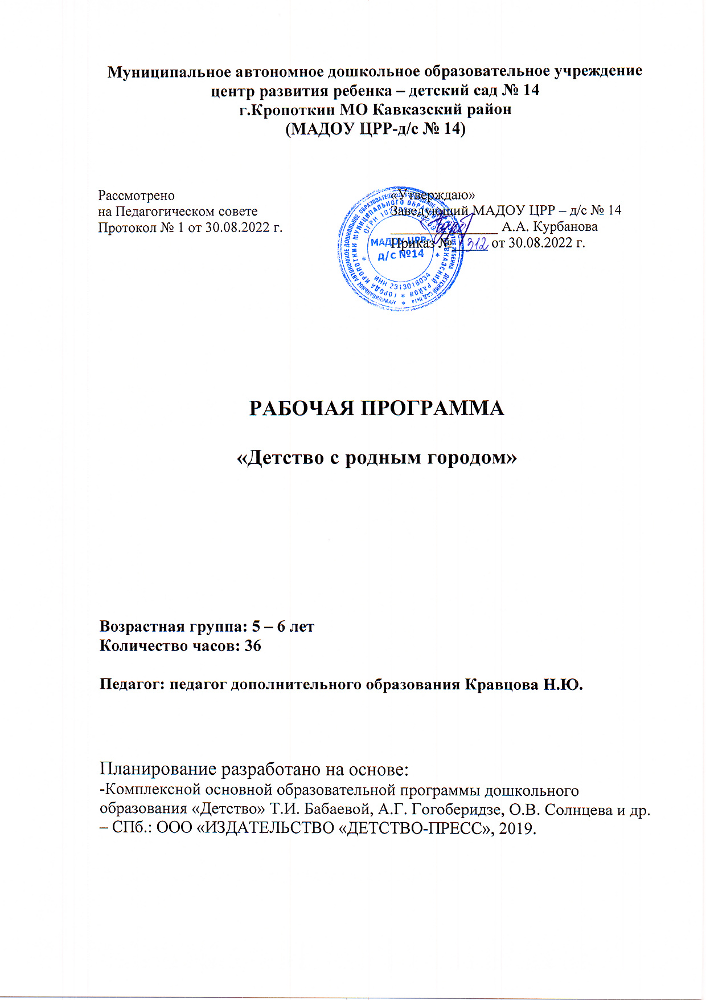 Муниципальное автономное дошкольное образовательное учреждение
центр развития ребенка – детский сад № 14
г.Кропоткин МО Кавказский район
(МАДОУ ЦРР-д/с № 14)
Рассмотрено
на Педагогическом совете
Протокол № 1 от 30.08.2022 г.
«Утверждаю»
Заведующий МАДОУ ЦРР – д/с № 14
А.А. Курбанова
Приказ № 312 от 30.08.2022 г.
МАДОУ ЦРР-
д/с №14
ИНН 2313016034
РАБОЧАЯ ПРОГРАММА
«Детство с родным городом»
Возрастная группа: 5 – 6 лет
Количество часов: 36
Педагог: педагог дополнительного образования Кравцова Н.Ю.
Планирование разработано на основе:
-Комплексной основной образовательной программы дошкольного
образования «Детство» Т.И. Бабаевой, А.Г. Гогоберидзе, О.В. Солнцева и др.
– СПб.: ООО «ИЗДАТЕЛЬСТВО «ДЕТСТВО-ПРЕСС», 2019.